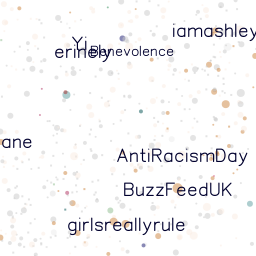 iamashley
Yi
erinely
Benevolence
ane
AntiRacismDay
BuzzFeedUK
girlsreallyrule